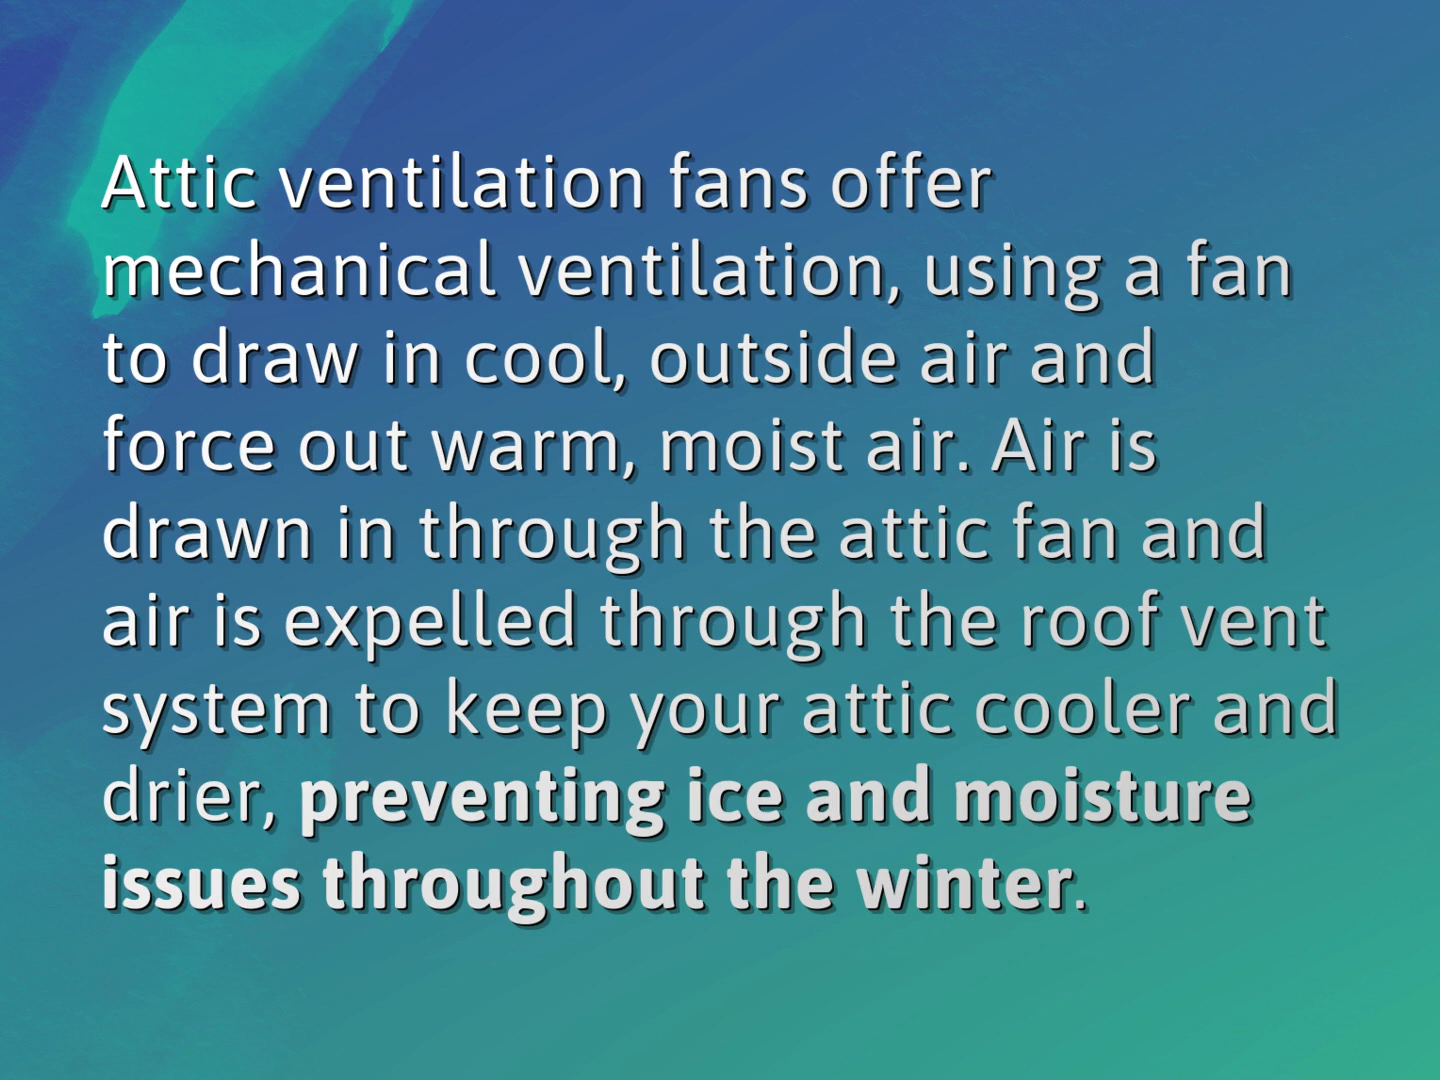 Attic ventilation fans offer
mechanical ventilation, using a fan
to draw in cool, outside air and
force out warm, moist air. Air is
drawn in through the attic fan and
air is expelled through the roof vent
system to keep your attic cooler and
drier, preventing ice and moisture
issues throughout the winter.